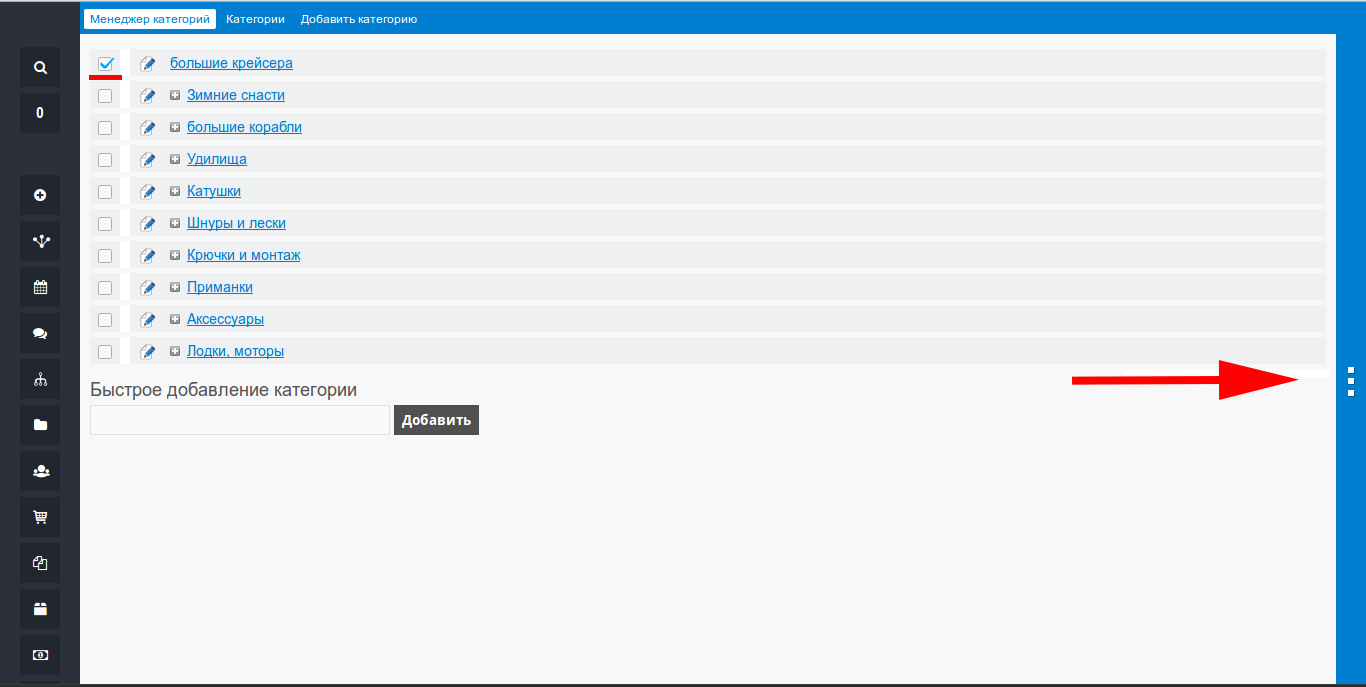 Менеджер категорий Категории Добавить категорию
большие крейсера
0
Зимние снасти
большие корабли
Удилища
Катушки
Шнуры и лески
Крючки и монтаж
Приманки
Аксессуары
Лодки, моторы
Быстрое добавление категории
Добавить